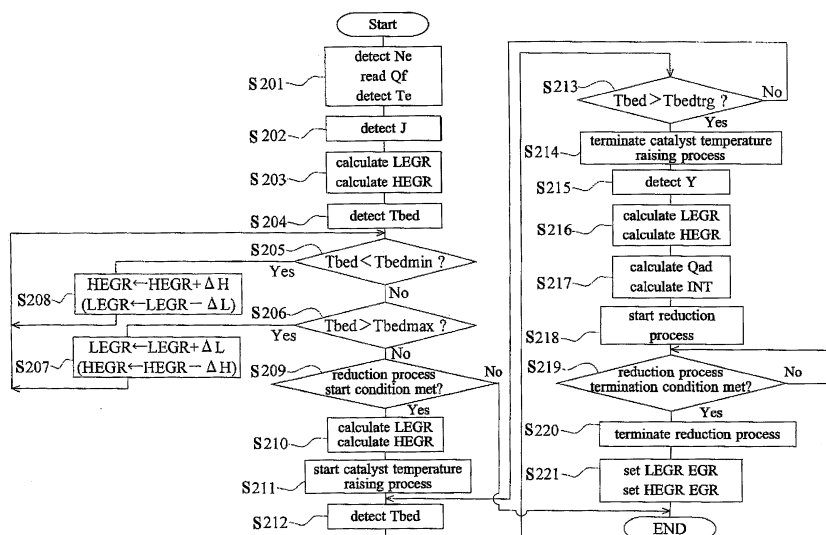 Start
S201
detect Ne
read Qf
detect Te
S202
detect J
S203
calculate LEGR
calculate HEGR
S204
detect Tbed
S205
Tbed<Tbedmin ?
Yes
No
S208
HEGR←HEGR+ΔH
(LEGR←LEGR−ΔL)
S206
Tbed>Tbedmax ?
Yes
No
S207
LEGR←LEGR+ΔL
(HEGR←HEGR−ΔH)
S209
reduction process
start condition met?
No
Yes
S210
calculate LEGR
calculate HEGR
S211
start catalyst temperature
raising process
S212
detect Tbed
S213
Tbed>Tbedtrg ?
No
Yes
S214
terminate catalyst temperature
raising process
S215
detect Y
S216
calculate LEGR
calculate HEGR
S217
calculate Qad
calculate INT
S218
start reduction
process
S219
reduction process
termination condition met?
No
Yes
S220
terminate reduction process
S221
set LEGR EGR
set HEGR EGR
END